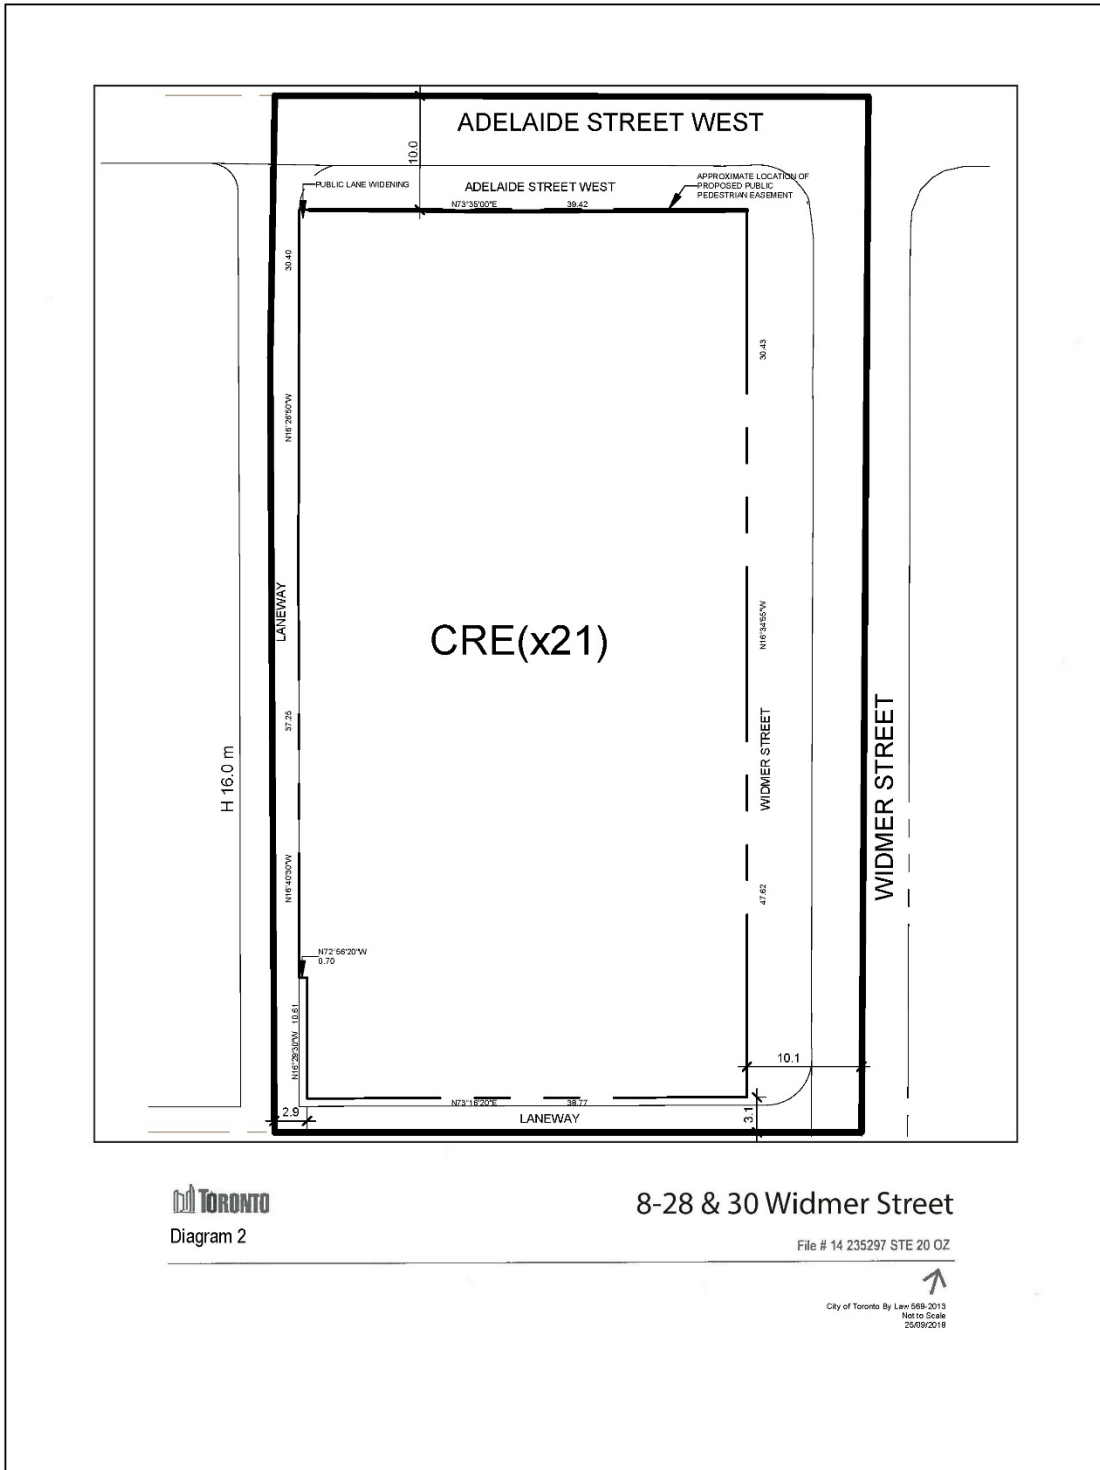 ADELAIDE STREET WEST
10.0
PUBLIC LANE WIDENING
ADELAIDE STREET WEST
APPROXIMATE LOCATION OF
PROPOSED PUBLIC
PEDESTRIAN EASEMENT
N73°35'00"E
39.42
30.40
30.43
N16°26'50"W
LANEWAY
N16°34'55"W
CRE(x21)
37.25
WIDMER STREET
WIDMER STREET
H 16.0 m
N16°40'30"W
47.62
N72°56'20"W
0.70
10.61
N16°29'30"W
10.1
2.9
N73°16'20"E
38.77
3.1
LANEWAY
TORONTO
Diagram 2
8-28 & 30 Widmer Street
File # 14 235297 STE 20 OZ
City of Toronto By Law 569-2013
Not to Scale
25/09/2018